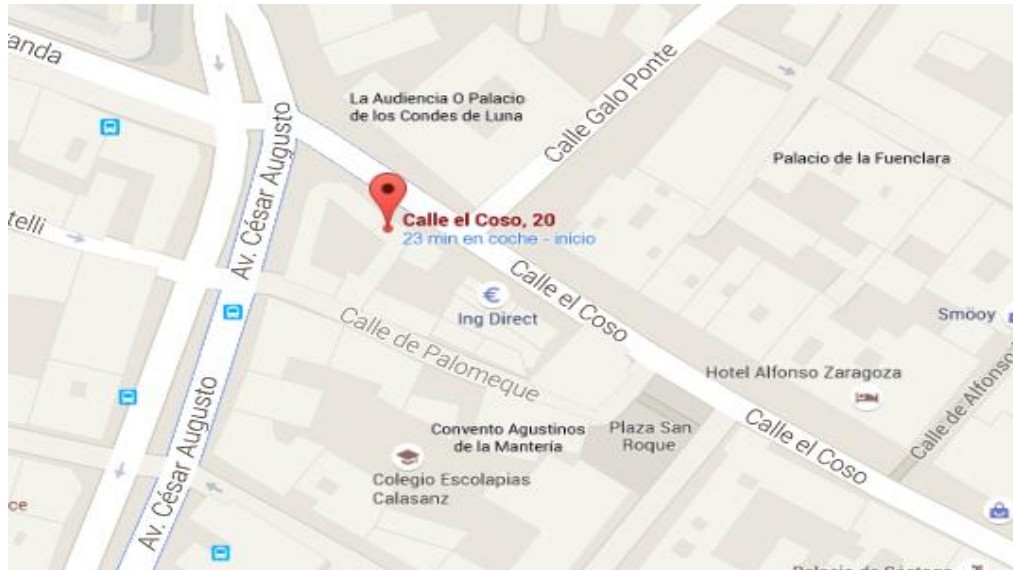 anda
La Audiencia O Palacio
de los Condes de Luna
Calle Galo Ponte
Palacio de la Fuenclara
Av. César Augusto
telli
Calle el Coso, 20
23 min en coche - inicio
Calle el Coso
€
Ing Direct
Smöoy
Calle de Palomeque
Hotel Alfonso Zaragoza
Calle de Alfonso
Av. César Augusto
Convento Agustinos
de la Mantería
Plaza San
Roque
Calle el Coso
Colegio Escolapias
Calasanz
ce